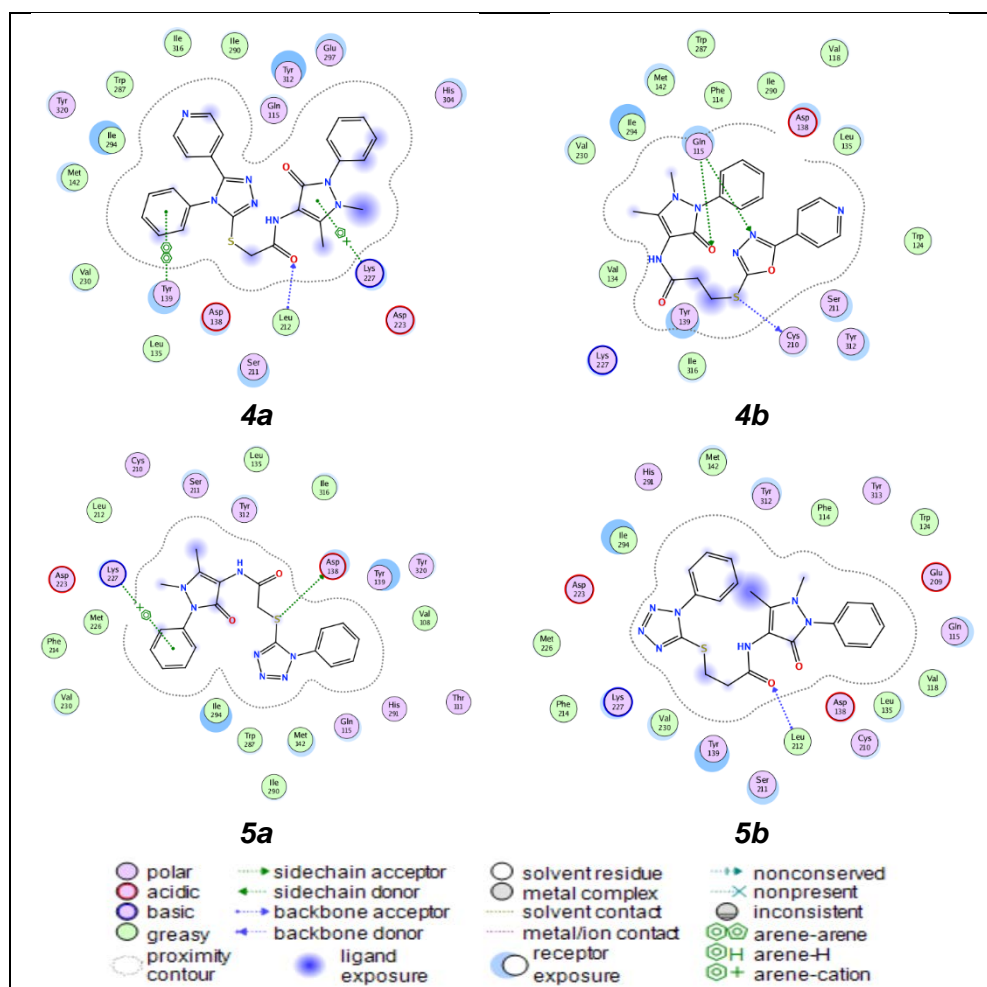 Ile
316
Ile
290
Glu
297
Tyr
312
Trp
287
Tyr
320
Gln
115
His
304
Ile
294
Met
142
N
N
N
N
O
N
N
HN
S
O
Val
230
Tyr
139
Lys
227
Asp
138
Leu
212
Asp
223
Leu
135
Ser
211
4a
Trp
287
Val
118
Met
142
Phe
114
Ile
290
Ile
294
Asp
138
Gln
115
Leu
135
Val
230
N
N
N
O
N
N
HN
O
S
O
Trp
124
Val
134
Ser
211
Tyr
139
Cys
210
Tyr
312
Lys
227
Ile
316
4b
Cys
210
Leu
135
Ser
211
Ile
316
Leu
212
Tyr
312
Asp
223
Lys
227
Asp
138
Tyr
139
Tyr
320
H
N
O
N
N
O
S
N
N
N
N
Met
226
Val
108
Phe
214
Val
230
Ile
294
Trp
287
Met
142
Gln
115
His
291
Thr
111
Ile
290
5a
His
291
Met
142
Tyr
312
Tyr
313
Phe
114
Trp
124
Ile
294
Asp
223
Glu
209
N
N
N
N
S
HN
N
N
O
O
Gln
115
Met
226
Val
118
Phe
214
Lys
227
Val
230
Asp
138
Leu
135
Tyr
139
Leu
212
Cys
210
Ser
211
5b
polar
acidic
basic
greasy
proximity
contour
sidechain acceptor
sidechain donor
backbone acceptor
backbone donor
ligand
exposure
solvent residue
metal complex
solvent contact
metal/ion contact
receptor
exposure
nonconserved
nonpresent
inconsistent
arene-arene
H arene-H
+ arene-cation